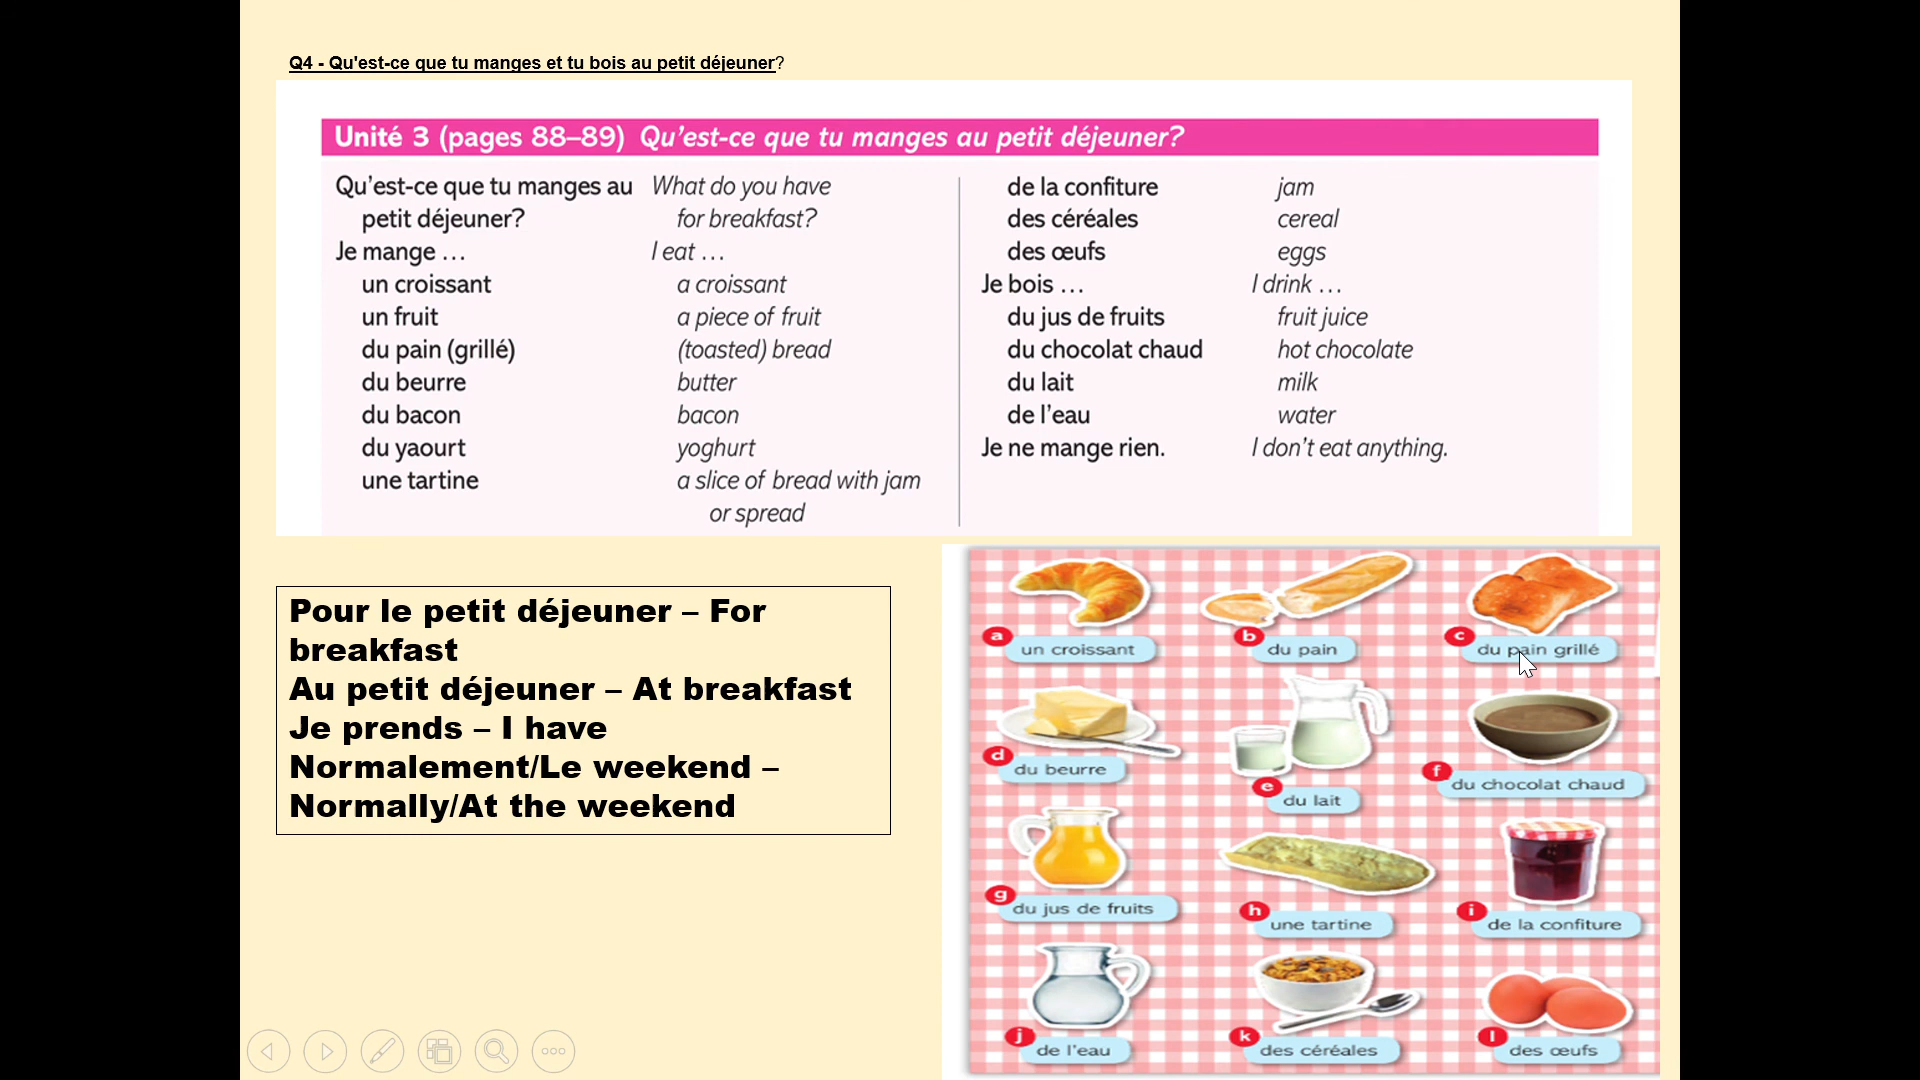 Q4 - Qu'est-ce que tu manges et tu bois au petit déjeuner?
Unité 3 (pages 88–89) Qu’est-ce que tu manges au petit déjeuner?
Qu’est-ce que tu manges au What do you have
petit déjeuner? for breakfast?
Je mange … I eat …
un croissant a croissant
un fruit a piece of fruit
du pain (grillé) (toasted) bread
du beurre butter
du bacon bacon
du yaourt yoghurt
une tartine a slice of bread with jam
or spread
de la confiture jam
des céréales cereal
des œufs eggs
Je bois … I drink …
du jus de fruits fruit juice
du chocolat chaud hot chocolate
du lait milk
de l’eau water
Je ne mange rien. I don’t eat anything.
Pour le petit déjeuner – For
breakfast
Au petit déjeuner – At breakfast
Je prends – I have
Normalement/Le weekend –
Normally/At the weekend
a un croissant
b du pain
c du pain grillé
d du beurre
e du lait
f du chocolat chaud
g du jus de fruits
h une tartine
i de la confiture
j de l’eau
k des céréales
l des œufs